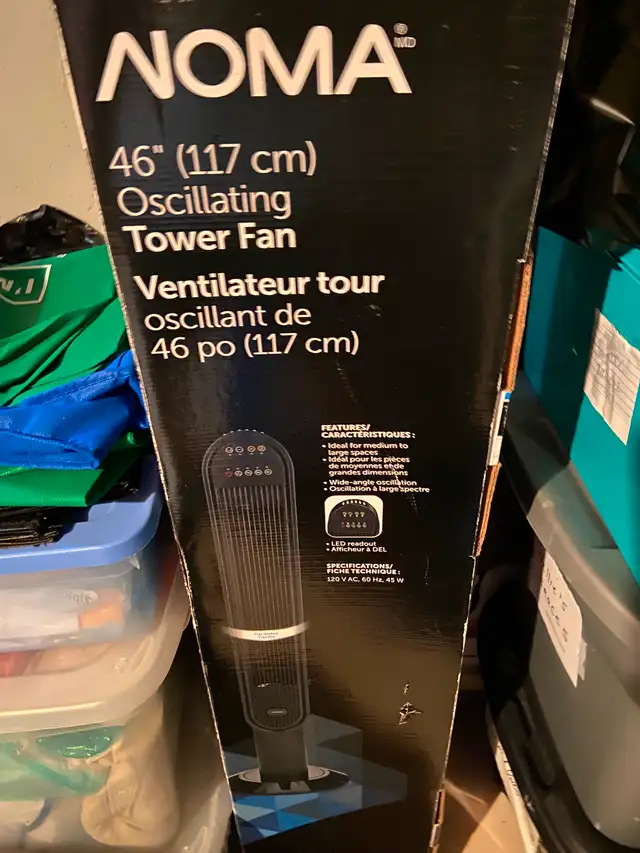 NOMA
®
MD
46" (117 cm)
Oscillating
Tower Fan
Ventilateur tour
oscillant de
46 po (117 cm)
FEATURES/
CARACTÉRISTIQUES :
• Ideal for medium to
large spaces
• Idéal pour les pièces
de moyennes et de
grandes dimensions
• Wide-angle oscillation
• Oscillation à large spectre
• LED readout
• Afficheur à DEL
SPECIFICATIONS/
FICHE TECHNIQUE :
120 V AC, 60 Hz, 45 W